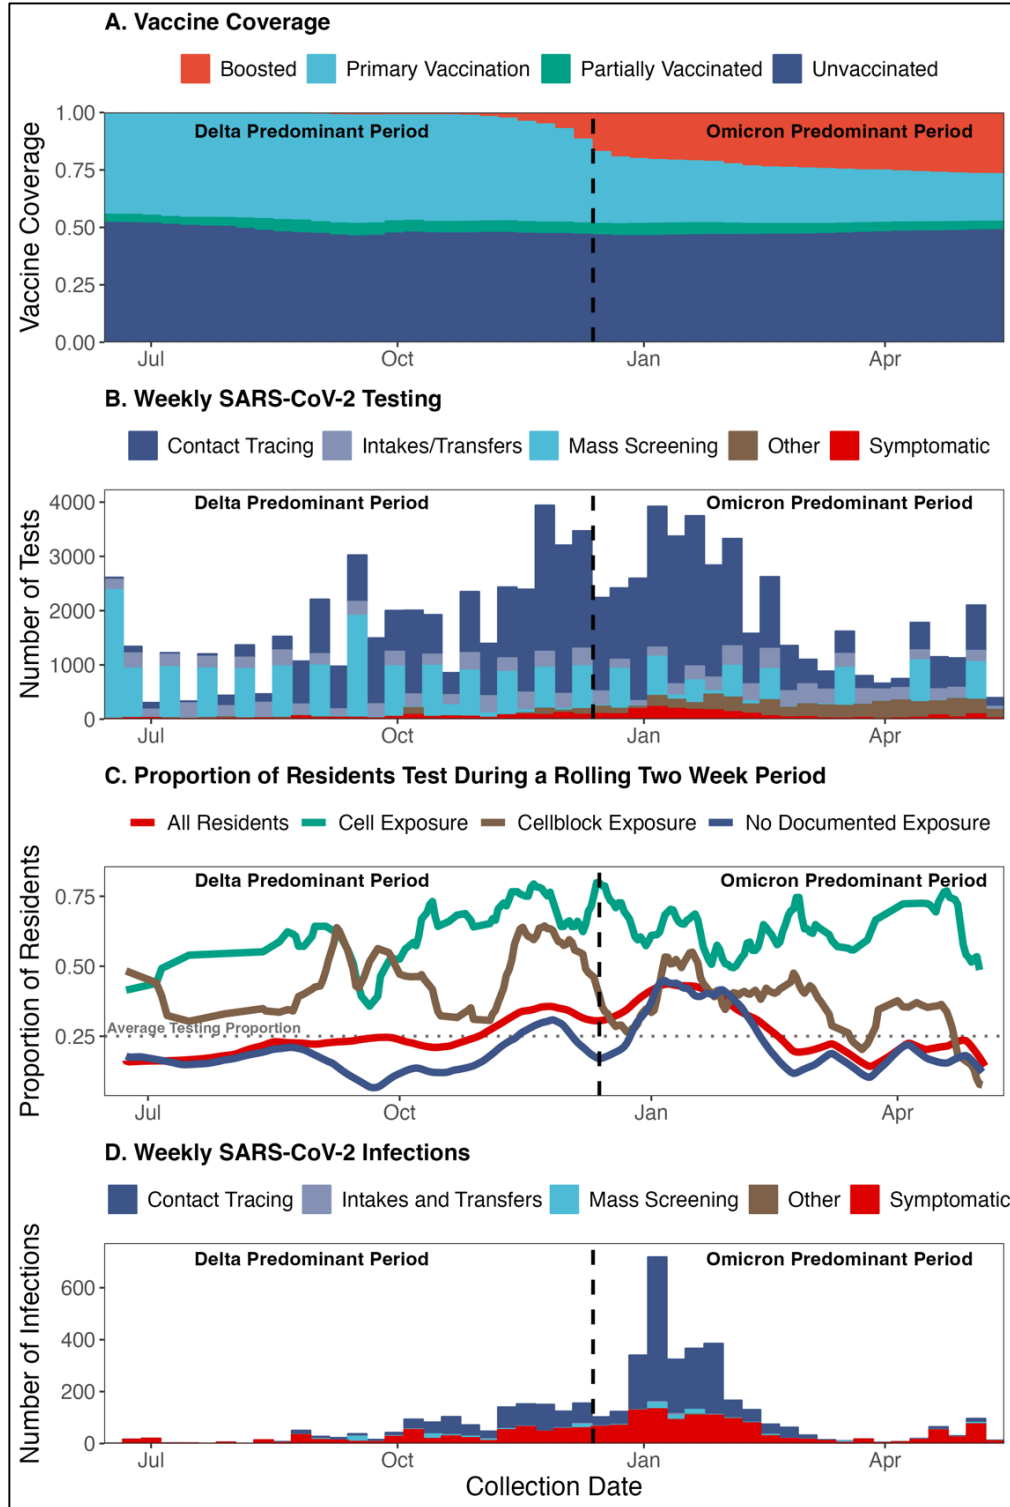 A. Vaccine Coverage
Boosted Primary Vaccination Partially Vaccinated Unvaccinated
Vaccine Coverage
1.00
0.75
0.50
0.25
0.00
Delta Predominant Period Omicron Predominant Period
Jul Oct Jan Apr
B. Weekly SARS-CoV-2 Testing
Contact Tracing Intakes/Transfers Mass Screening Other Symptomatic
Number of Tests
4000
3000
2000
1000
0
Delta Predominant Period Omicron Predominant Period
Jul Oct Jan Apr
C. Proportion of Residents Test During a Rolling Two Week Period
All Residents Cell Exposure Cellblock Exposure No Documented Exposure
Proportion of Residents
0.75
0.50
0.25
Delta Predominant Period Omicron Predominant Period
Average Testing Proportion
Jul Oct Jan Apr
D. Weekly SARS-CoV-2 Infections
Contact Tracing Intakes and Transfers Mass Screening Other Symptomatic
Number of Infections
600
400
200
0
Delta Predominant Period Omicron Predominant Period
Jul Oct Jan Apr
Collection Date